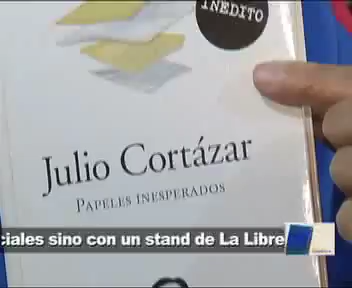 INÉDITO
Julio Cortázar
PAPELES INESPERADOS
ciales sino con un stand de La Libre